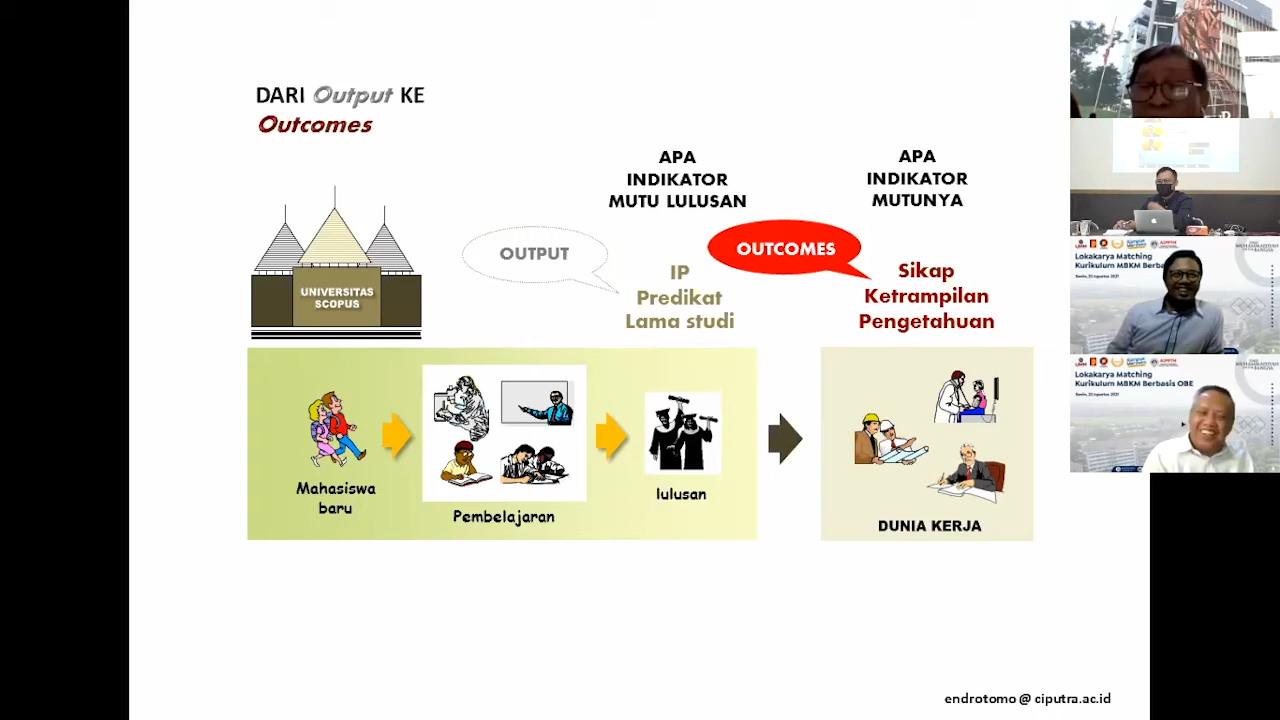 DARI Output KE
Outcomes
APA
INDIKATOR
MUTU LULUSAN
APA
INDIKATOR
MUTUNYA
OUTPUT
OUTCOMES
IP
Predikat
Lama studi
Sikap
Ketrampilan
Pengetahuan
UNIVERSITAS
SCOPUS
Mahasiswa
baru
Pembelajaran
lulusan
DUNIA KERJA
endrotomo@ciputra.ac.id
Lokakarya Matching
Kurikulum MBKM Berba
Lokakarya Matching
Kurikulum MBKM Berbasis OBE